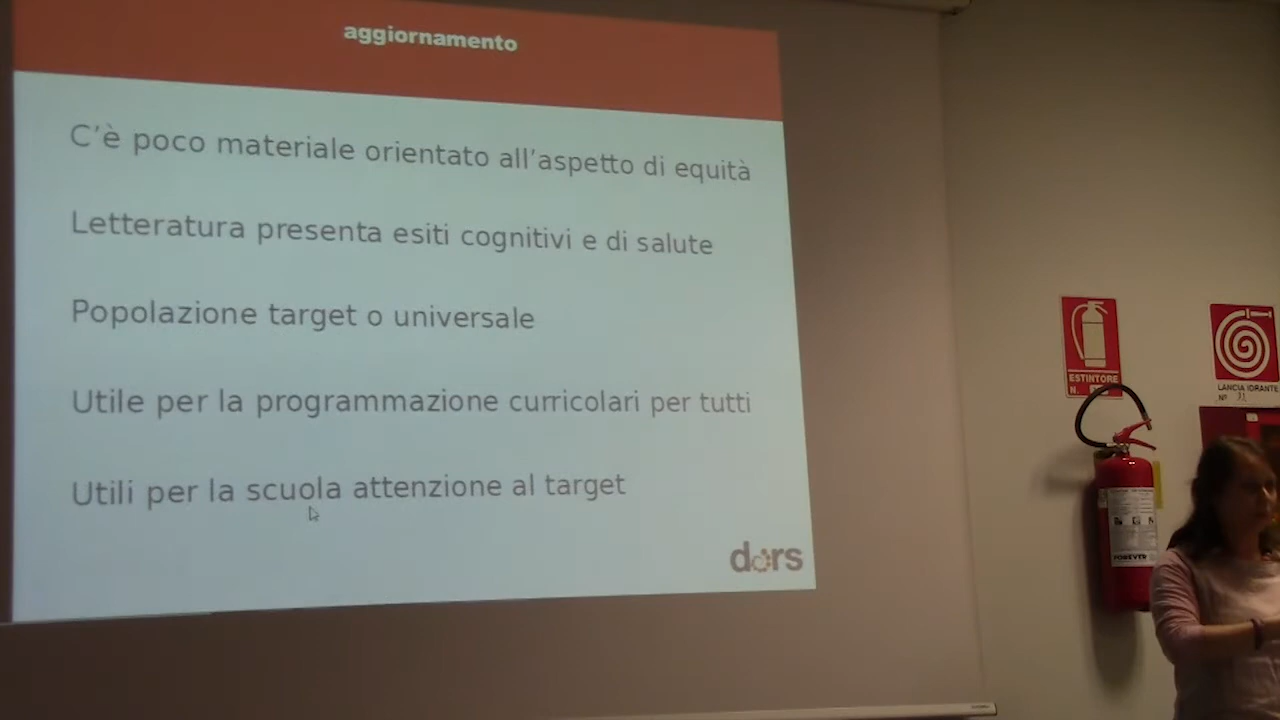 aggiornamento
C'è poco materiale orientato all'aspetto di equità
Letteratura presenta esiti cognitivi e di salute
Popolazione target o universale
Utile per la programmazione curricolari per tutti
Utili per la scuola attenzione al target
dors
ESTINTORE
N.
LANCIA IDRANTE
N°
FOREVER